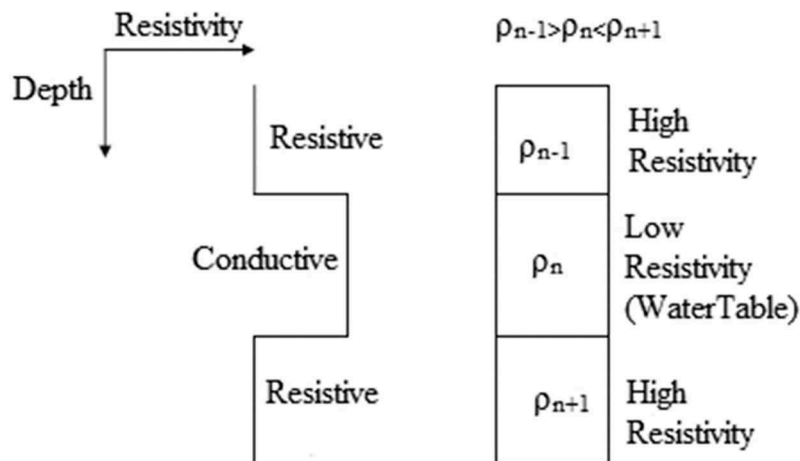 Resistivity
Depth
Resistive
Conductive
Resistive
ρn-1>ρn<ρn+1
ρn-1
High
Resistivity
ρn
Low
Resistivity
(WaterTable)
ρn+1
High
Resistivity